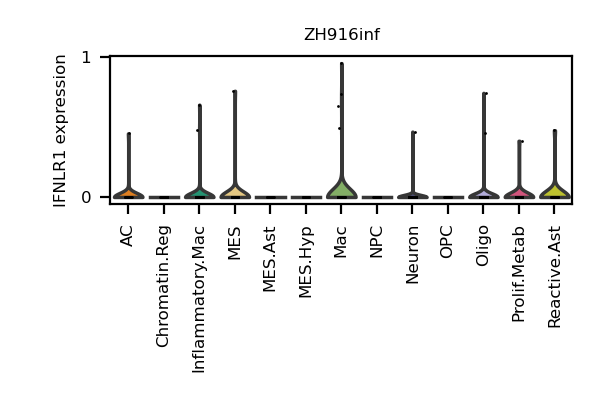 ZH916inf
IFNLR1 expression
1
0
AC
Chromatin.Reg
Inflammatory.Mac
MES
MES.Ast
MES.Hyp
Mac
NPC
Neuron
OPC
Oligo
Prolif.Metab
Reactive.Ast